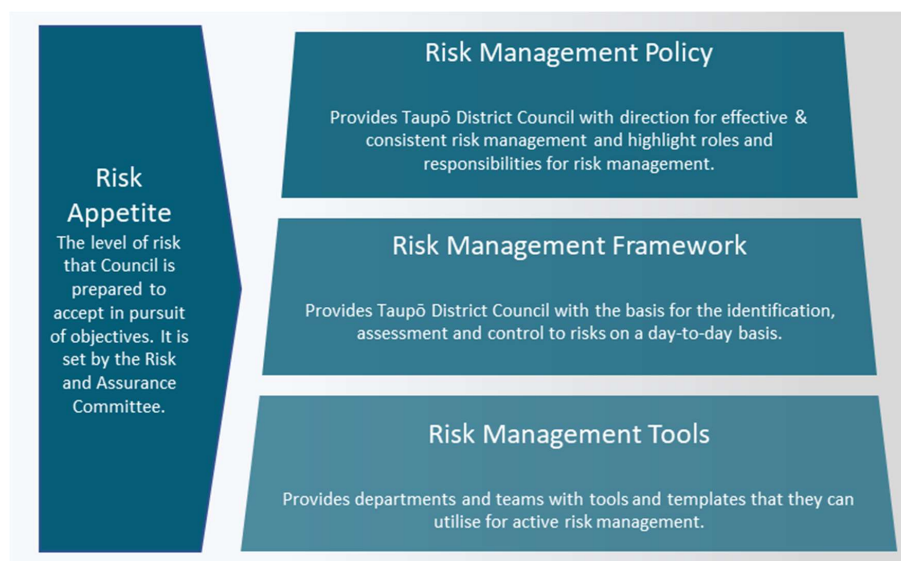 Risk
Appetite
The level of risk
that Council is
prepared to
accept in pursuit
of objectives. It is
set by the Risk
and Assurance
Committee.
Risk Management Policy
Provides Taupō District Council with direction for effective &
consistent risk management and highlight roles and
responsibilities for risk management.
Risk Management Framework
Provides Taupō District Council with the basis for the identification,
assessment and control to risks on a day-to-day basis.
Risk Management Tools
Provides departments and teams with tools and templates that they can
utilise for active risk management.